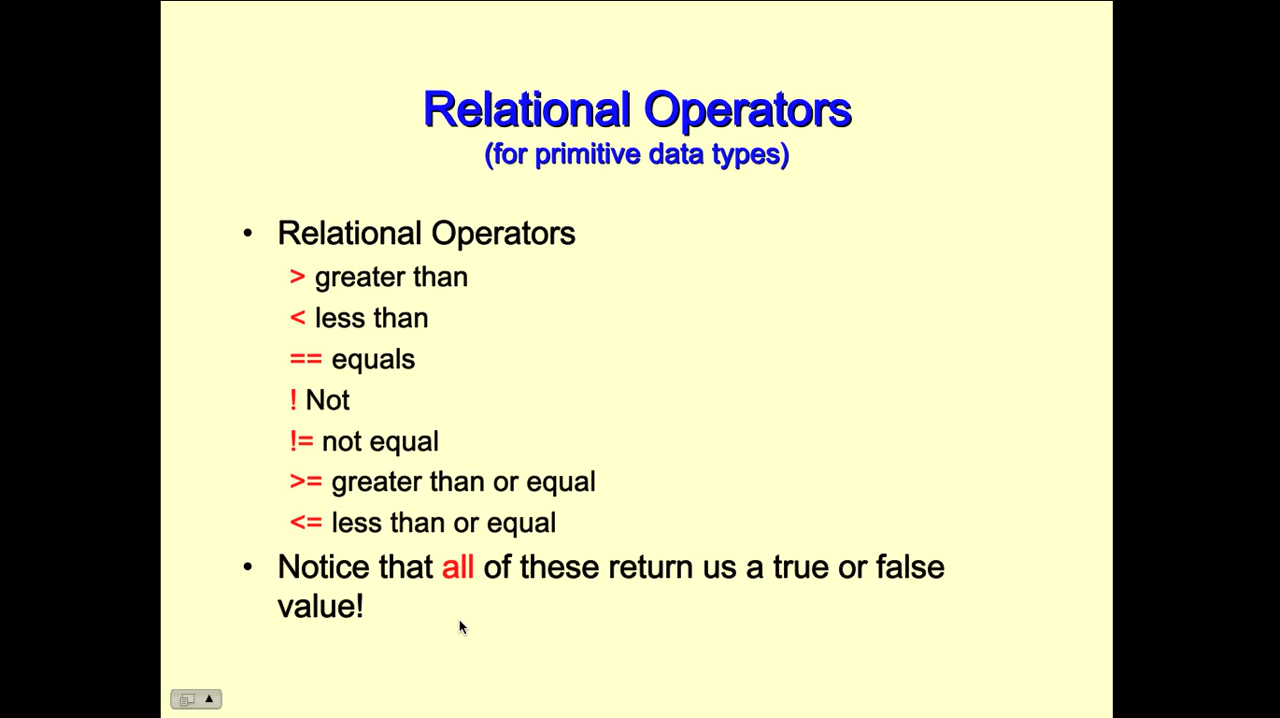 Relational Operators
(for primitive data types)
• Relational Operators
> greater than
< less than
== equals
! Not
!= not equal
>= greater than or equal
<= less than or equal
• Notice that all of these return us a true or false
value!